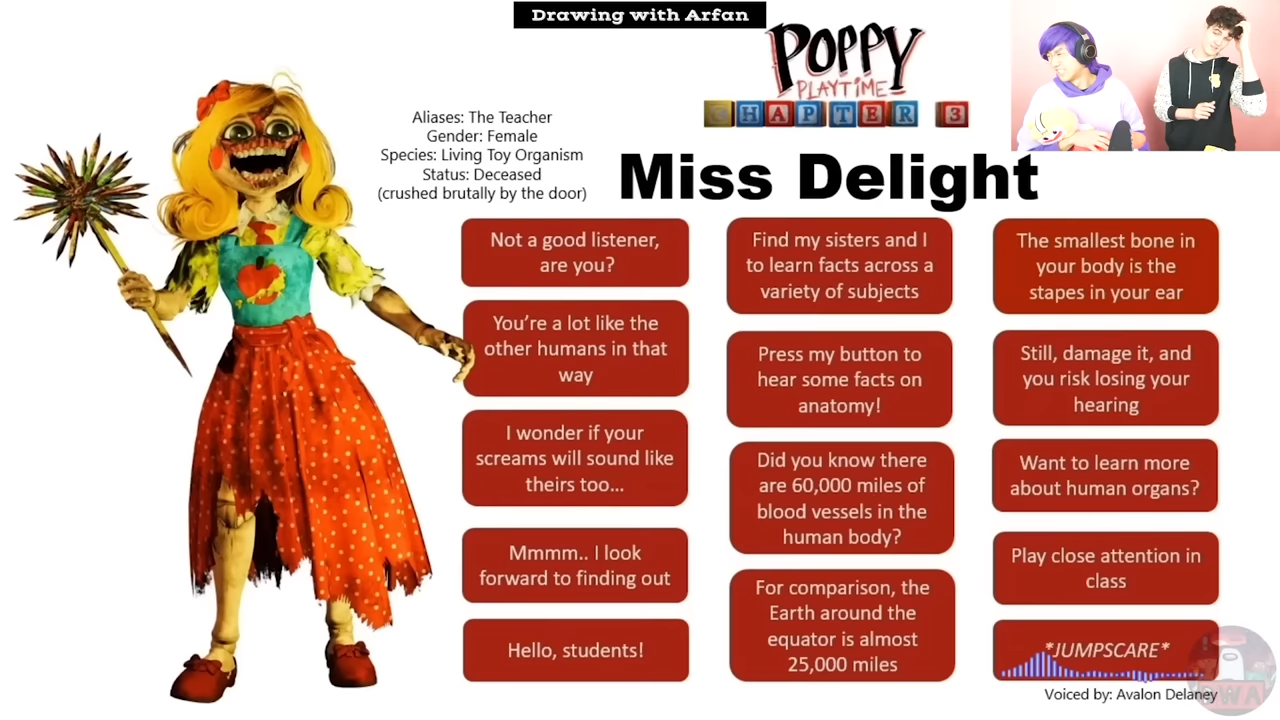 Drawing with Arfan
POPPY
PLAYTIME
CHAPTER 3
Aliases: The Teacher
Gender: Female
Species: Living Toy Organism
Status: Deceased
(crushed brutally by the door)
Miss Delight
Not a good listener,
are you?
You’re a lot like the
other humans in that
way
I wonder if your
screams will sound like
theirs too...
Mmmm.. I look
forward to finding out
Hello, students!
Find my sisters and I
to learn facts across a
variety of subjects
Press my button to
hear some facts on
anatomy!
Did you know there
are 60,000 miles of
blood vessels in the
human body?
For comparison, the
Earth around the
equator is almost
25,000 miles
The smallest bone in
your body is the
stapes in your ear
Still, damage it, and
you risk losing your
hearing
Want to learn more
about human organs?
Play close attention in
class
*JUMPSCARE*
Voiced by: Avalon Delaney
DWA